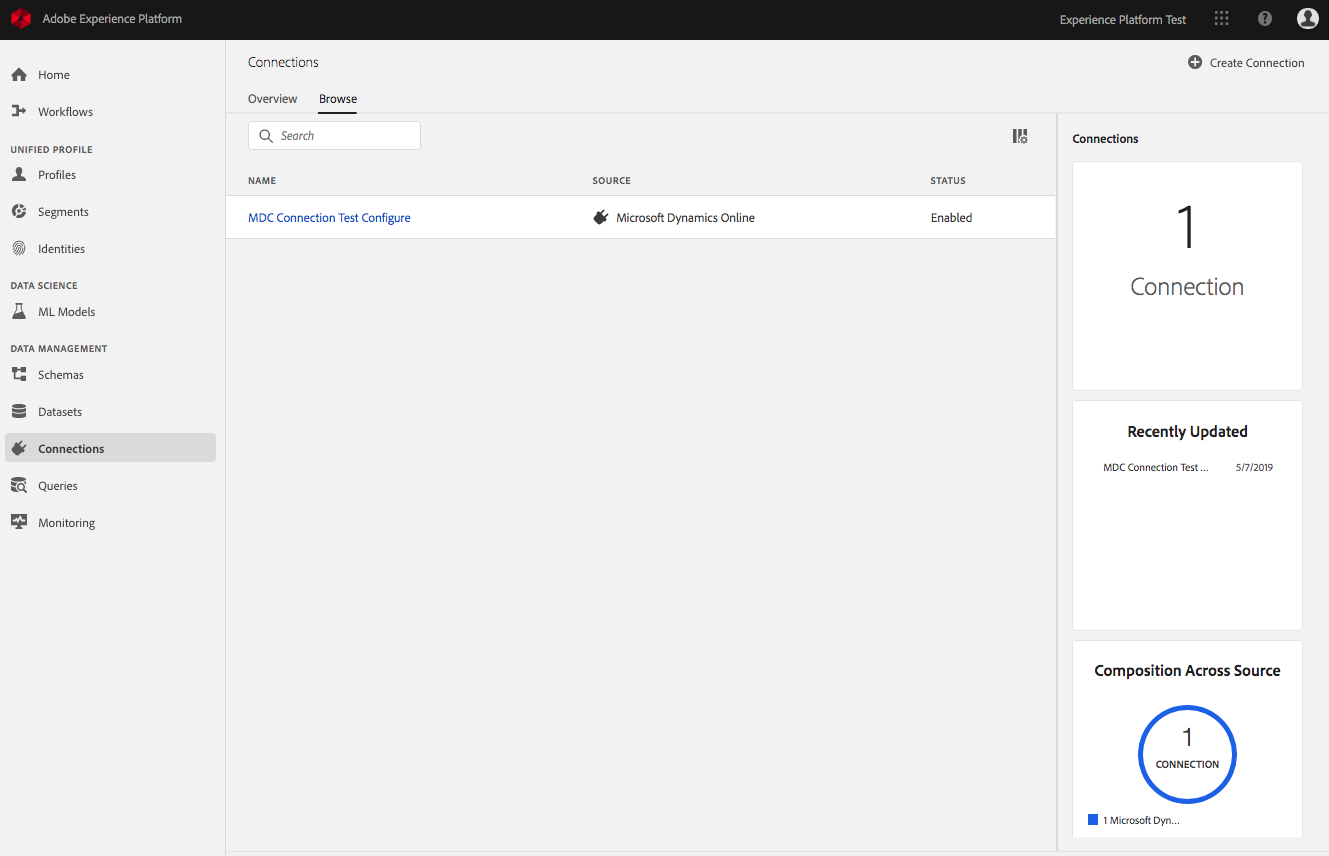 Adobe Experience Platform
Experience Platform Test
?
Home
Workflows
UNIFIED PROFILE
Profiles
Segments
Identities
DATA SCIENCE
ML Models
DATA MANAGEMENT
Schemas
Datasets
Connections
Queries
Monitoring
Connections
Create Connection
Overview Browse
Search
NAME SOURCE STATUS
MDC Connection Test Configure Microsoft Dynamics Online Enabled
Connections
1
Connection
Recently Updated
MDC Connection Test ... 5/7/2019
Composition Across Source
1
CONNECTION
1 Microsoft Dyn...